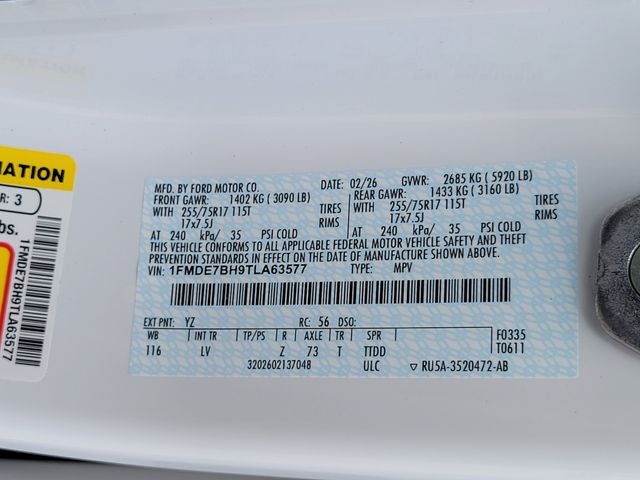 MATION
R: 3
bs.
1FMDE7BH9TLA63577
MFD. BY FORD MOTOR CO. 02/26 GVWR: 2685 KG ( 5920 LB)
FRONT GAWR: 1402 KG ( 3090 LB) REAR GAWR: 1433 KG ( 3160 LB)
WITH 255/75R17 115T TIRES WITH 255/75R17 115T TIRES
17x7.5J RIMS 17x7.5J RIMS
AT 240 kPa/ 35 PSI COLD AT 240 kPa/ 35 PSI COLD
THIS VEHICLE CONFORMS TO ALL APPLICABLE FEDERAL MOTOR VEHICLE SAFETY AND THEFT
PREVENTION STANDARDS IN EFFECT ON THE DATE OF MANUFACTURE SHOWN ABOVE.
VIN: 1FMDE7BH9TLA63577 TYPE: MPV
EXT PNT: YZ RC: 56 DSO:
WB INT TR TP/PS R AXLE TR SPR F0335
116 LV Z 73 T TTDD T0611
3202602137048 ULC ▽ RU5A-3520472-AB